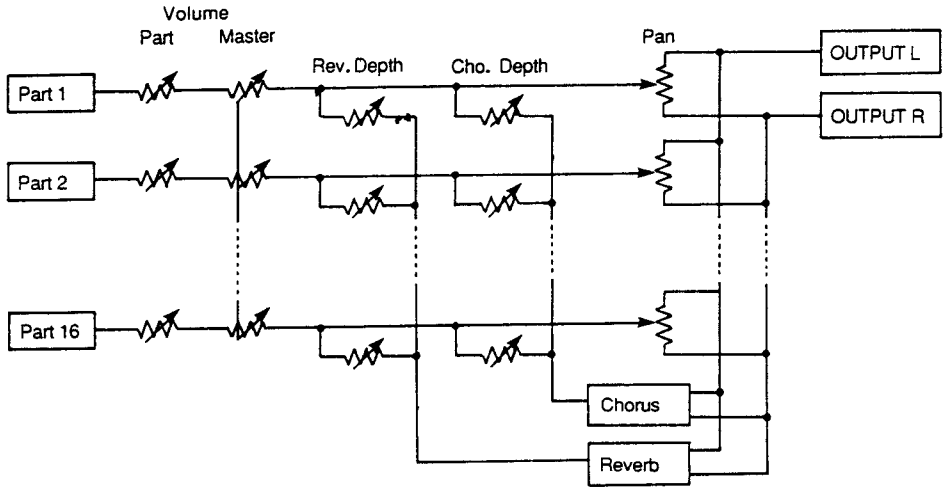 Volume
Part Master
Rev. Depth Cho. Depth Pan
Part 1
OUTPUT L
OUTPUT R
Part 2
Part 16
Chorus
Reverb